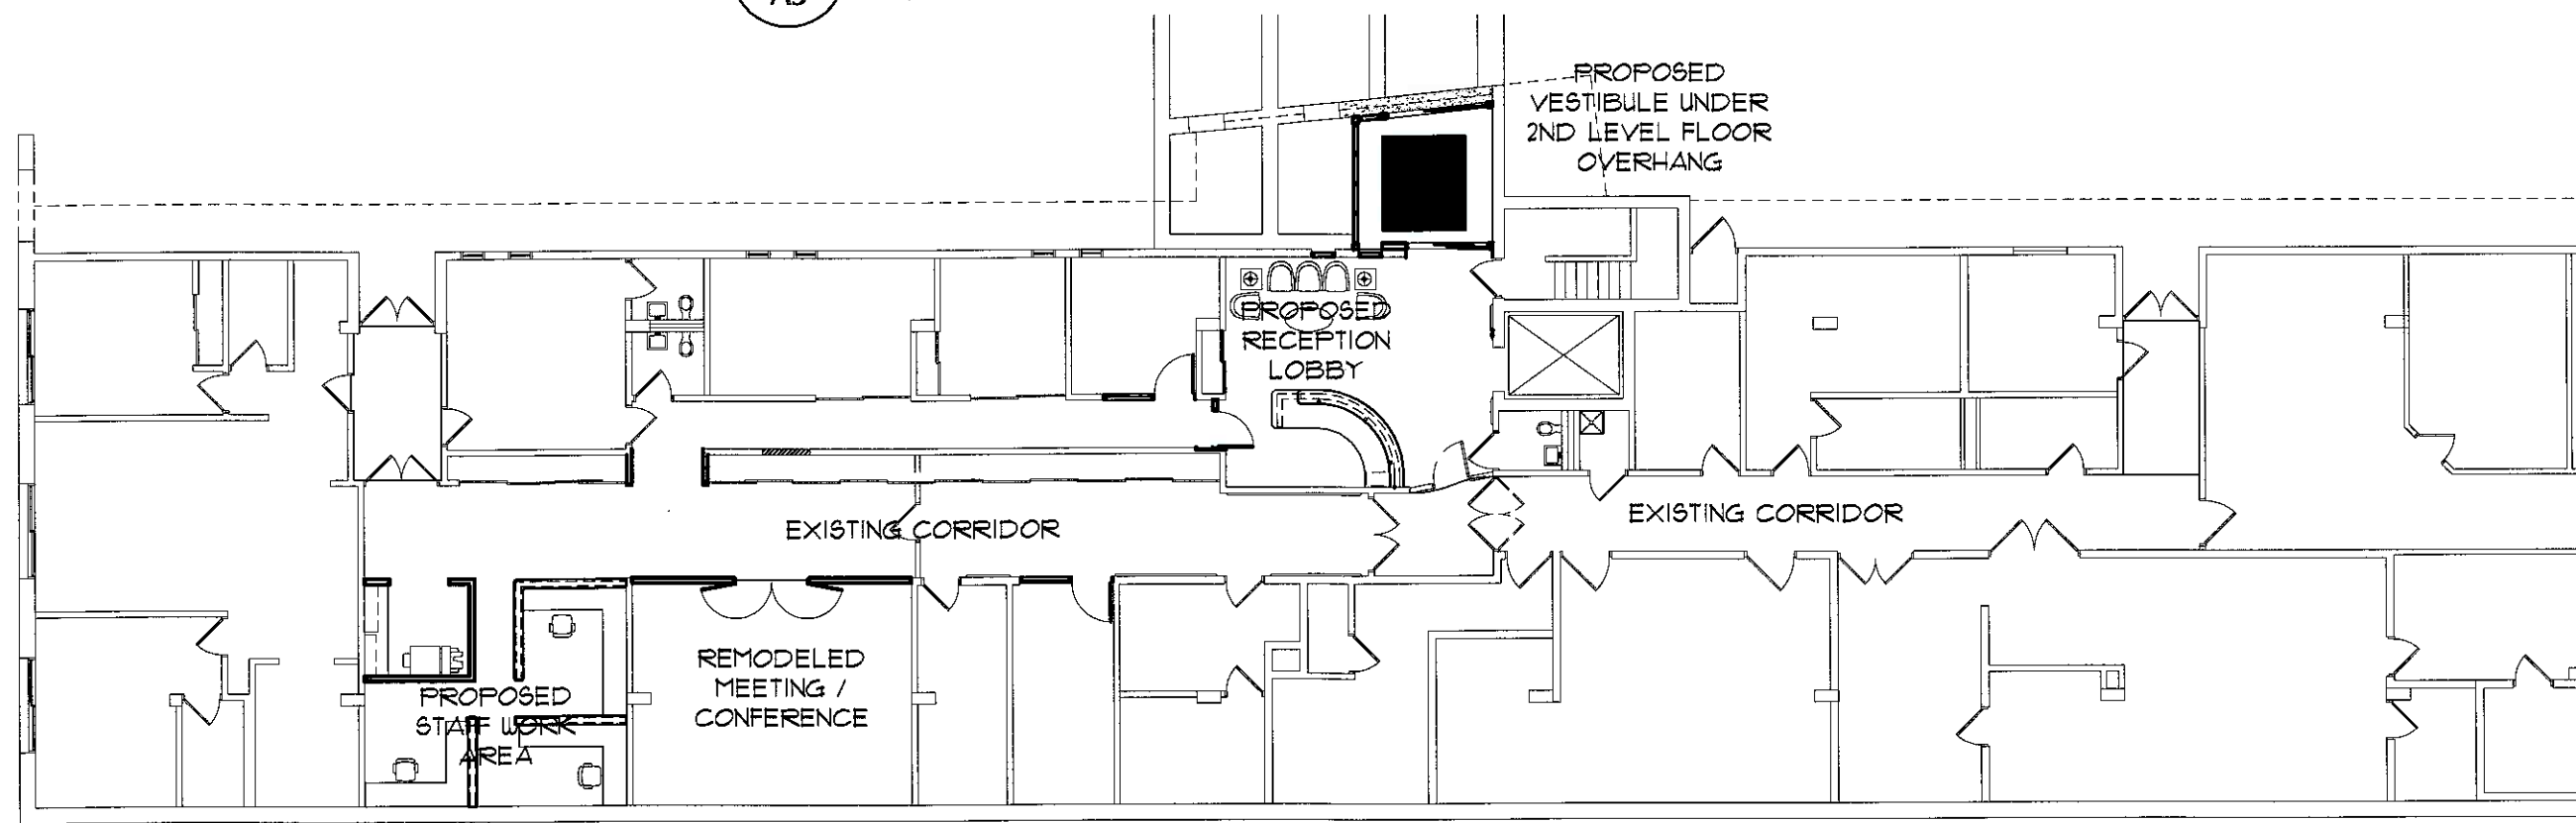 A3
PROPOSED
VESTIBULE UNDER
2ND LEVEL FLOOR
OVERHANG
PROPOSED
RECEPTION
LOBBY
EXISTING CORRIDOR
EXISTING CORRIDOR
REMODELED
MEETING /
CONFERENCE
PROPOSED
STAFF WORK
AREA